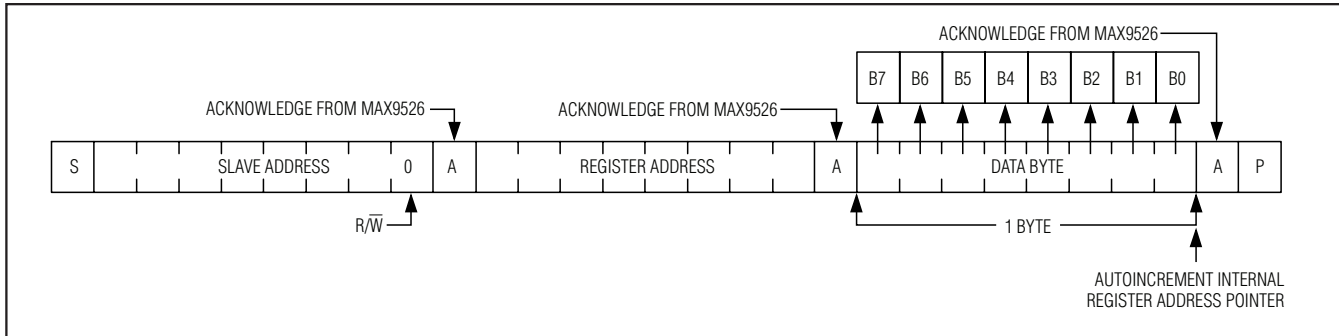 ACKNOWLEDGE FROM MAX9526
B7 B6 B5 B4 B3 B2 B1 B0
ACKNOWLEDGE FROM MAX9526 ACKNOWLEDGE FROM MAX9526
S SLAVE ADDRESS 0 A REGISTER ADDRESS A DATA BYTE A P
R/W̅ 1 BYTE
AUTOINCREMENT INTERNAL
REGISTER ADDRESS POINTER